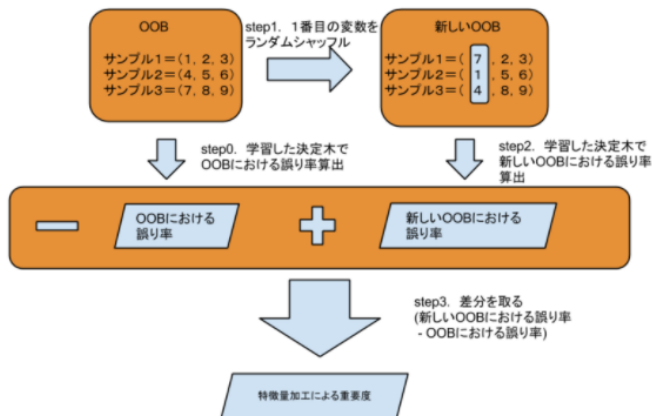 OOB
サンプル1=(1, 2, 3)
サンプル2=(4, 5, 6)
サンプル3=(7, 8, 9)
step1. 1番目の変数を
ランダムシャッフル
新しいOOB
サンプル1=( 7 , 2, 3)
サンプル2=( 1 , 5, 6)
サンプル3=( 4 , 8, 9)
step0. 学習した決定木で
OOBにおける誤り率算出
step2. 学習した決定木で
新しいOOBにおける誤り率
算出
OOBにおける
誤り率
新しいOOBにおける
誤り率
step3. 差分を取る
(新しいOOBにおける誤り率
- OOBにおける誤り率)
特徴量加工による重要度